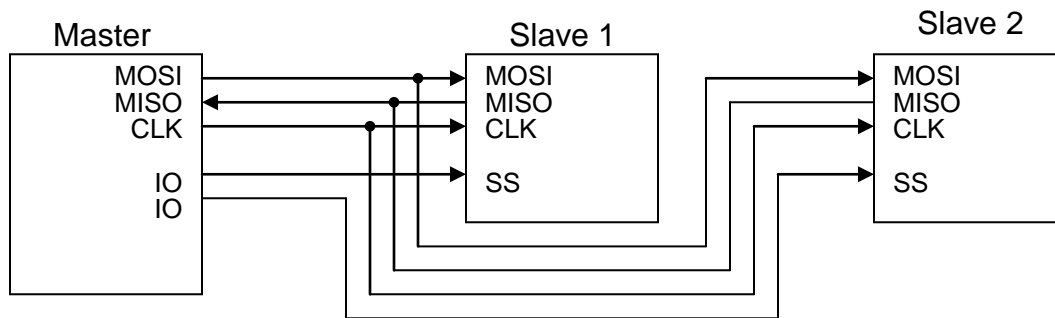 Master
MOSI
MISO
CLK
IO
IO
Slave 1
MOSI
MISO
CLK
SS
Slave 2
MOSI
MISO
CLK
SS